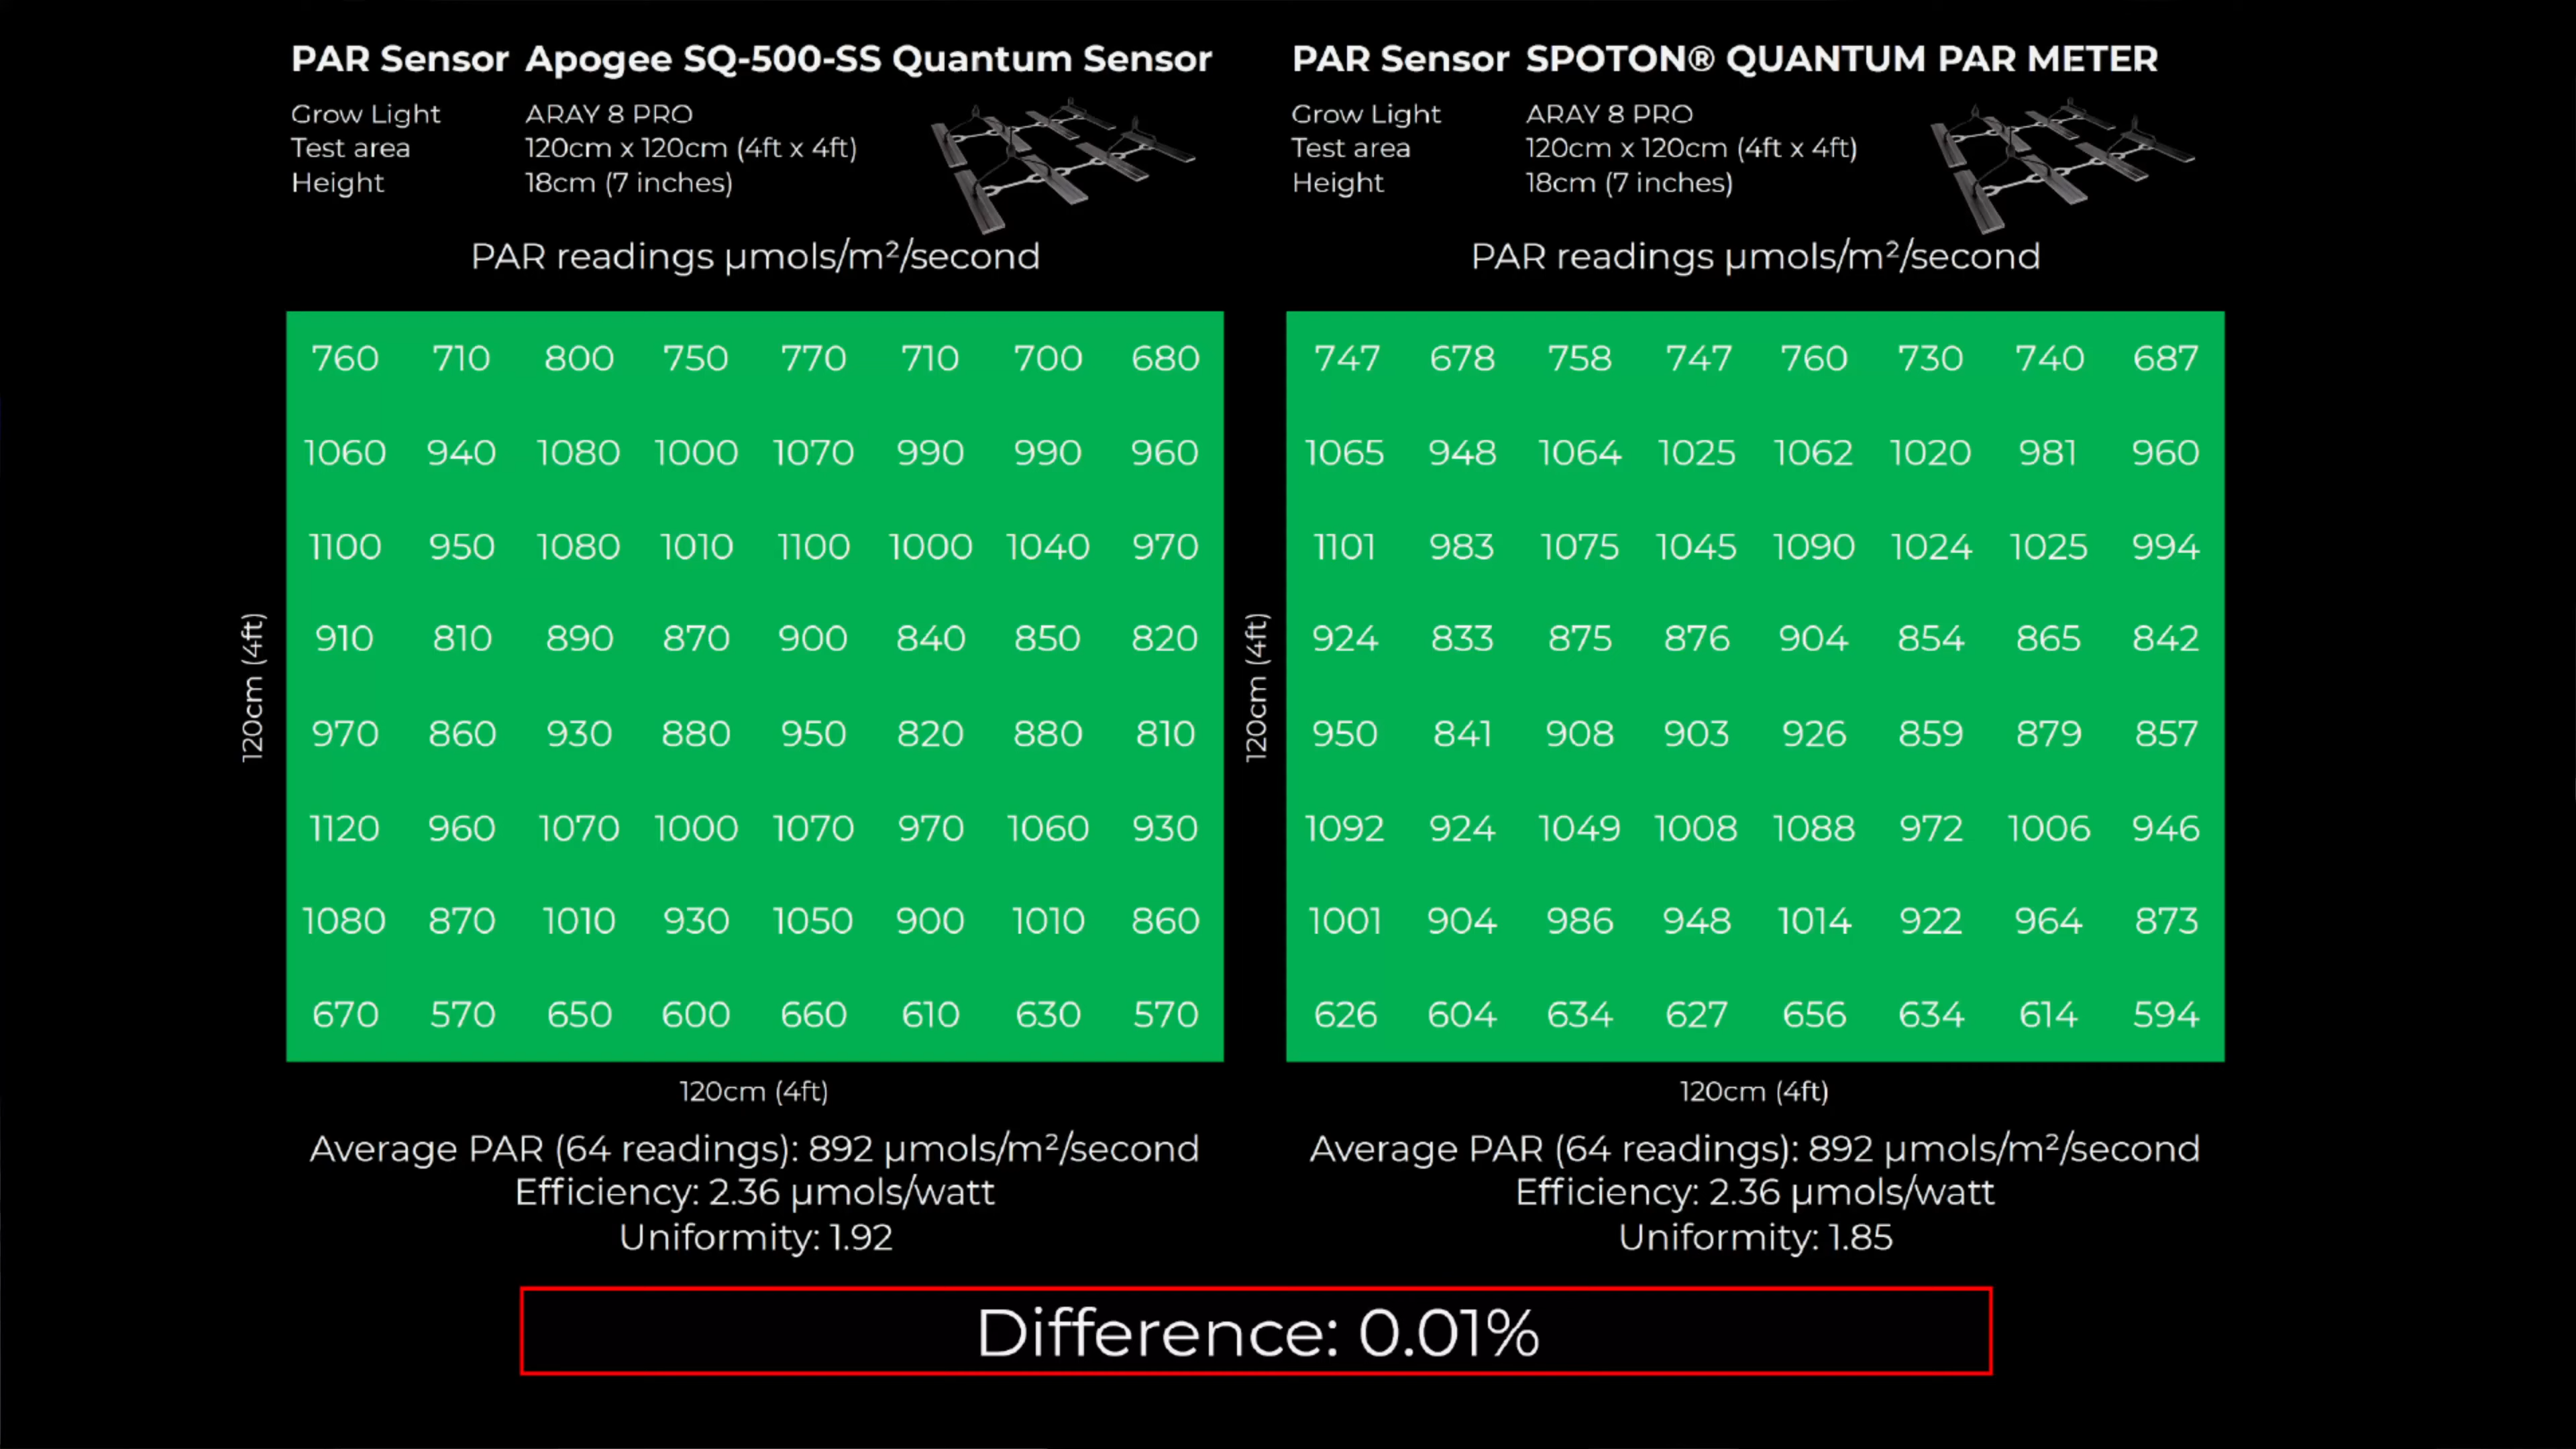 PAR Sensor Apogee SQ-500-SS Quantum Sensor
Grow Light ARAY 8 PRO
Test area 120cm x 120cm (4ft x 4ft)
Height 18cm (7 inches)
PAR readings µmols/m²/second
760 710 800 750 770 710 700 680
1060 940 1080 1000 1070 990 990 960
1100 950 1080 1010 1100 1000 1040 970
910 810 890 870 900 840 850 820
970 860 930 880 950 820 880 810
1120 960 1070 1000 1070 970 1060 930
1080 870 1010 930 1050 900 1010 860
670 570 650 600 660 610 630 570
120cm (4ft)
120cm (4ft)
Average PAR (64 readings): 892 µmols/m²/second
Efficiency: 2.36 µmols/watt
Uniformity: 1.92
PAR Sensor SPOTON® QUANTUM PAR METER
Grow Light ARAY 8 PRO
Test area 120cm x 120cm (4ft x 4ft)
Height 18cm (7 inches)
PAR readings µmols/m²/second
747 678 758 747 760 730 740 687
1065 948 1064 1025 1062 1020 981 960
1101 983 1075 1045 1090 1024 1025 994
924 833 875 876 904 854 865 842
950 841 908 903 926 859 879 857
1092 924 1049 1008 1088 972 1006 946
1001 904 986 948 1014 922 964 873
626 604 634 627 656 634 614 594
120cm (4ft)
120cm (4ft)
Average PAR (64 readings): 892 µmols/m²/second
Efficiency: 2.36 µmols/watt
Uniformity: 1.85
Difference: 0.01%